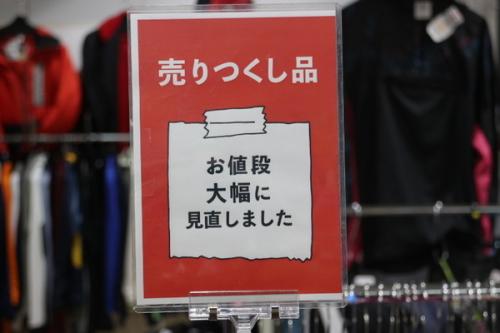 売りつくし品
お値段
大幅に
見直しました